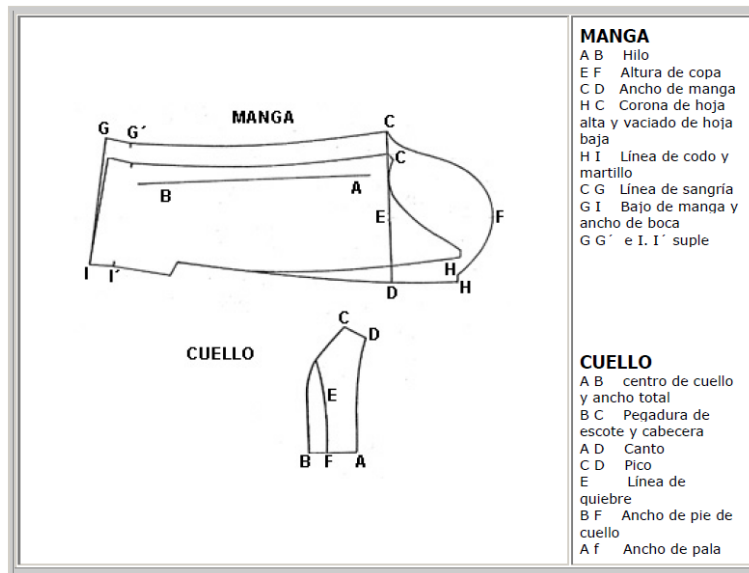 MANGA
G
G´
C
C
B
A
E
F
I
I´
H
H
D
CUELLO
C
D
E
B
F
A
MANGA
A B Hilo
E F Altura de copa
C D Ancho de manga
H C Corona de hoja
alta y vaciado de hoja
baja
H I Línea de codo y
martillo
C G Línea de sangría
G I Bajo de manga y
ancho de boca
G G´ e I. I´ suple
CUELLO
A B centro de cuello
y ancho total
B C Pegadura de
escote y cabecera
A D Canto
C D Pico
E Línea de
quiebre
B F Ancho de pie de
cuello
A f Ancho de pala